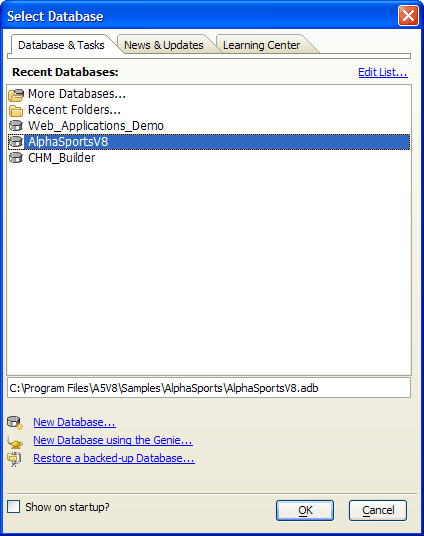 Select Database
Database & Tasks News & Updates Learning Center
Recent Databases: Edit List...
More Databases...
Recent Folders...
Web_Applications_Demo
AlphaSportsV8
CHM_Builder
C:\Program Files\A5V8\Samples\AlphaSports\AlphaSportsV8.adb
New Database...
New Database using the Genie...
Restore a backed-up Database...
Show on startup? OK Cancel